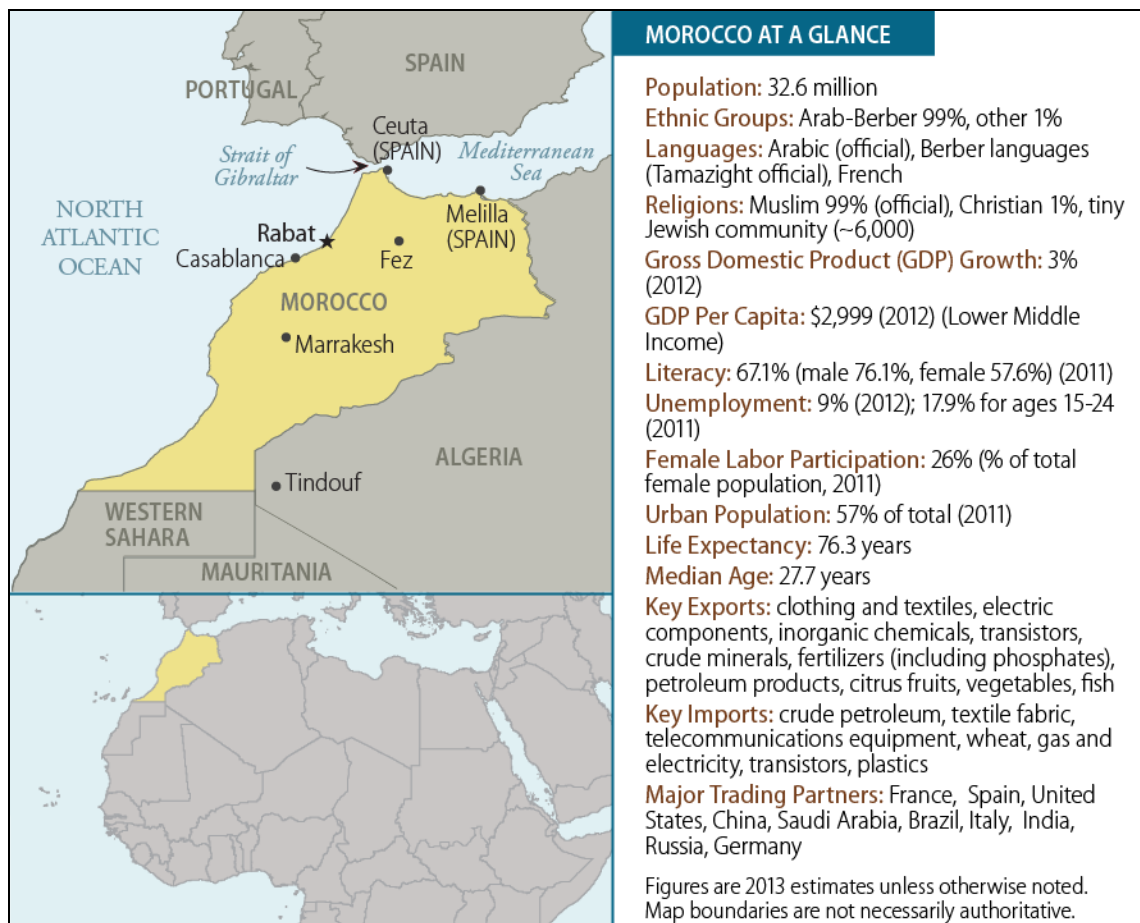 SPAIN
PORTUGAL
Ceuta
(SPAIN)
Strait of
Gibraltar
Mediterranean
Sea
NORTH
ATLANTIC
OCEAN
Rabat
Melilla
(SPAIN)
Casablanca
Fez
MOROCCO
Marrakesh
ALGERIA
Tindouf
WESTERN
SAHARA
MAURITANIA
MOROCCO AT A GLANCE
Population: 32.6 million
Ethnic Groups: Arab-Berber 99%, other 1%
Languages: Arabic (official), Berber languages
(Tamazight official), French
Religions: Muslim 99% (official), Christian 1%, tiny
Jewish community (~6,000)
Gross Domestic Product (GDP) Growth: 3%
(2012)
GDP Per Capita: $2,999 (2012) (Lower Middle
Income)
Literacy: 67.1% (male 76.1%, female 57.6%) (2011)
Unemployment: 9% (2012); 17.9% for ages 15-24
(2011)
Female Labor Participation: 26% (% of total
female population, 2011)
Urban Population: 57% of total (2011)
Life Expectancy: 76.3 years
Median Age: 27.7 years
Key Exports: clothing and textiles, electric
components, inorganic chemicals, transistors,
crude minerals, fertilizers (including phosphates),
petroleum products, citrus fruits, vegetables, fish
Key Imports: crude petroleum, textile fabric,
telecommunications equipment, wheat, gas and
electricity, transistors, plastics
Major Trading Partners: France, Spain, United
States, China, Saudi Arabia, Brazil, Italy, India,
Russia, Germany
Figures are 2013 estimates unless otherwise noted.
Map boundaries are not necessarily authoritative.